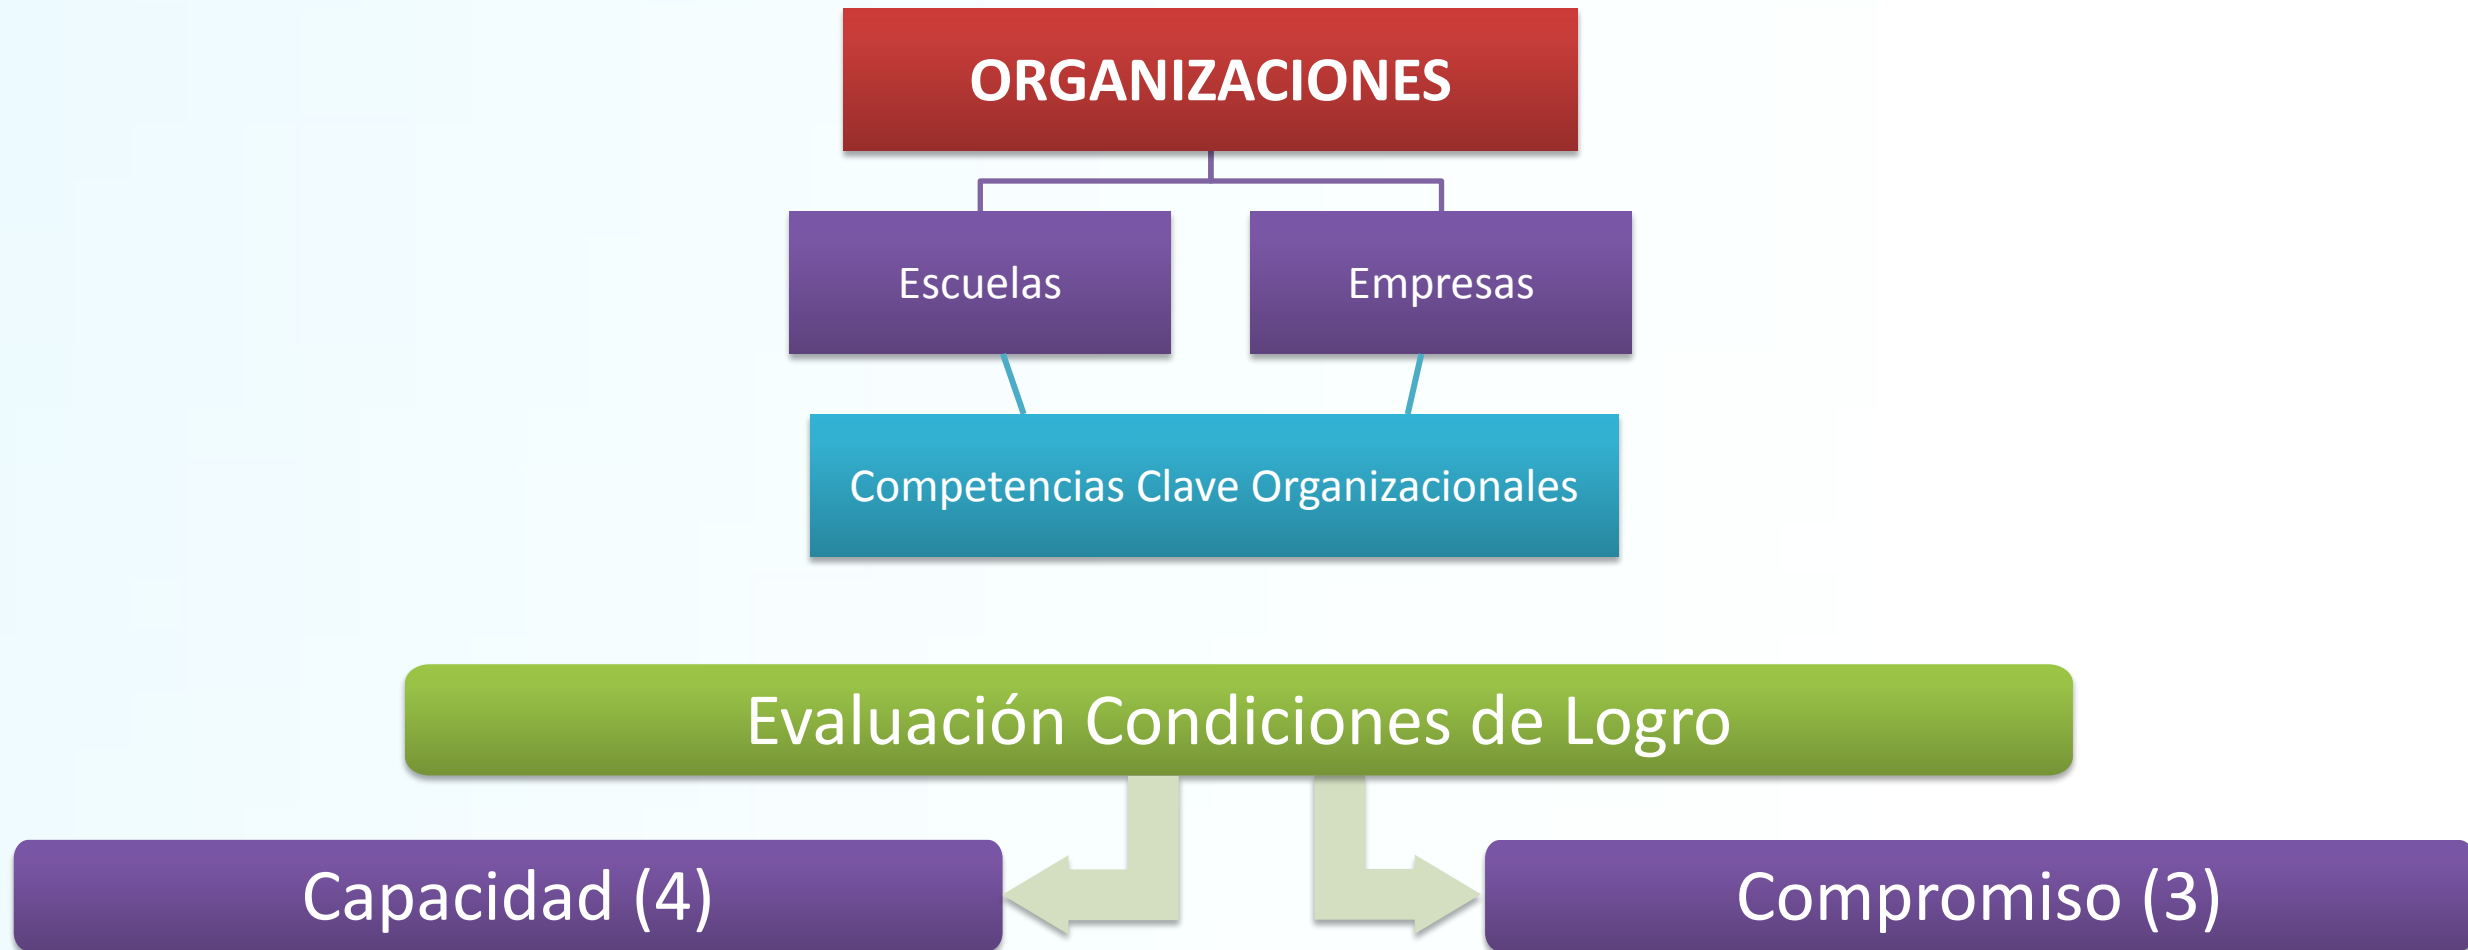 ORGANIZACIONES
Escuelas
Empresas
Competencias Clave Organizacionales
Evaluación Condiciones de Logro
Capacidad (4)
Compromiso (3)